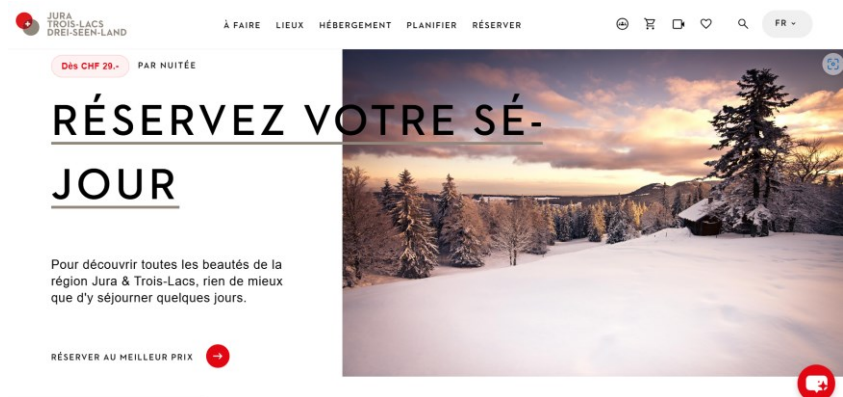 JURA
TROIS-LACS
DREI-SEEN-LAND
À FAIRE LIEUX HÉBERGEMENT PLANIFIER RÉSERVER
FR
Dès CHF 29.- PAR NUITÉE
RÉSERVEZ VOTRE SÉ-
JOUR
Pour découvrir toutes les beautés de la
région Jura & Trois-Lacs, rien de mieux
que d'y séjourner quelques jours.
RÉSERVER AU MEILLEUR PRIX